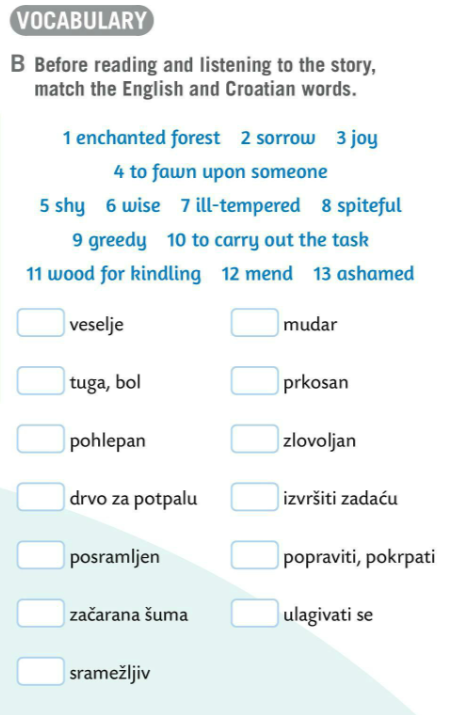 VOCABULARY
B Before reading and listening to the story,
match the English and Croatian words.
1 enchanted forest 2 sorrow 3 joy
4 to fawn upon someone
5 shy 6 wise 7 ill-tempered 8 spiteful
9 greedy 10 to carry out the task
11 wood for kindling 12 mend 13 ashamed
veselje
mudar
tuga, bol
prkosan
pohlepan
zlovoljan
drvo za potpalu
izvršiti zadaću
posramljen
popraviti, pokrpati
začarana šuma
ulagivati se
sramežljiv